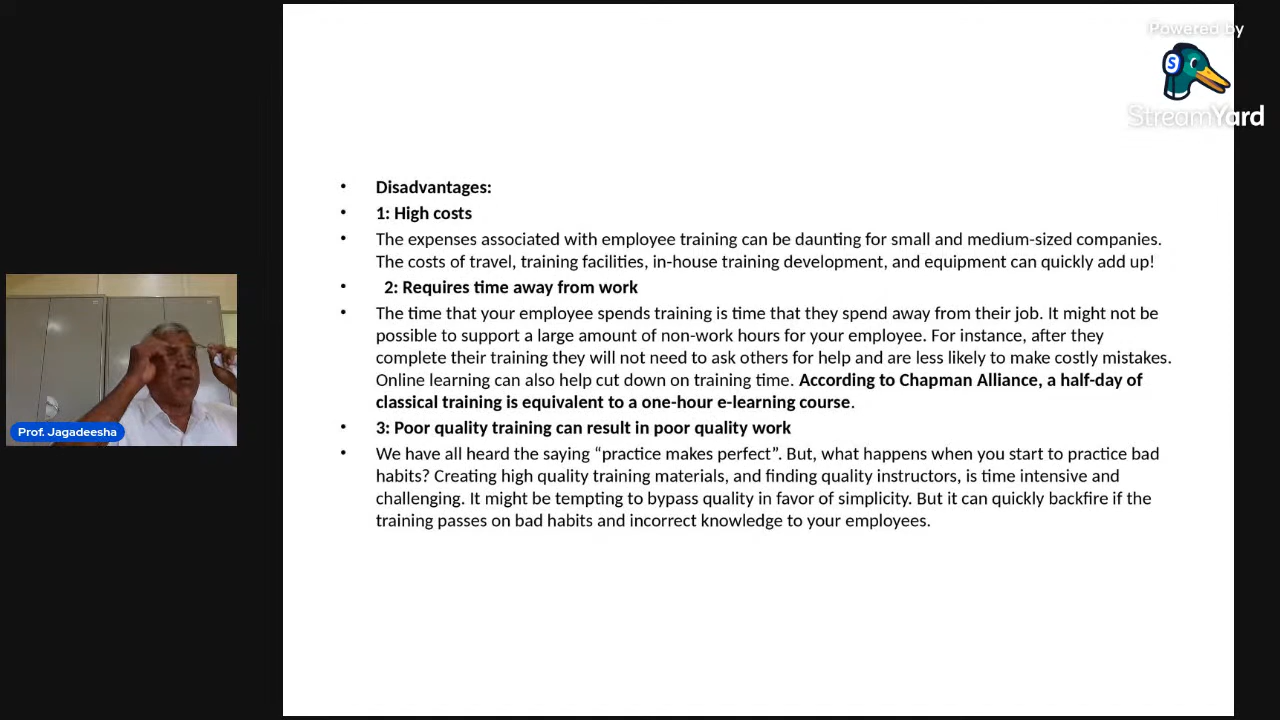 Powered by
StreamYard
Disadvantages:
1: High costs
The expenses associated with employee training can be daunting for small and medium-sized companies.
The costs of travel, training facilities, in-house training development, and equipment can quickly add up!
2: Requires time away from work
The time that your employee spends training is time that they spend away from their job. It might not be
possible to support a large amount of non-work hours for your employee. For instance, after they
complete their training they will not need to ask others for help and are less likely to make costly mistakes.
Online learning can also help cut down on training time. According to Chapman Alliance, a half-day of
classical training is equivalent to a one-hour e-learning course.
3: Poor quality training can result in poor quality work
We have all heard the saying “practice makes perfect”. But, what happens when you start to practice bad
habits? Creating high quality training materials, and finding quality instructors, is time intensive and
challenging. It might be tempting to bypass quality in favor of simplicity. But it can quickly backfire if the
training passes on bad habits and incorrect knowledge to your employees.
Prof. Jagadeesha